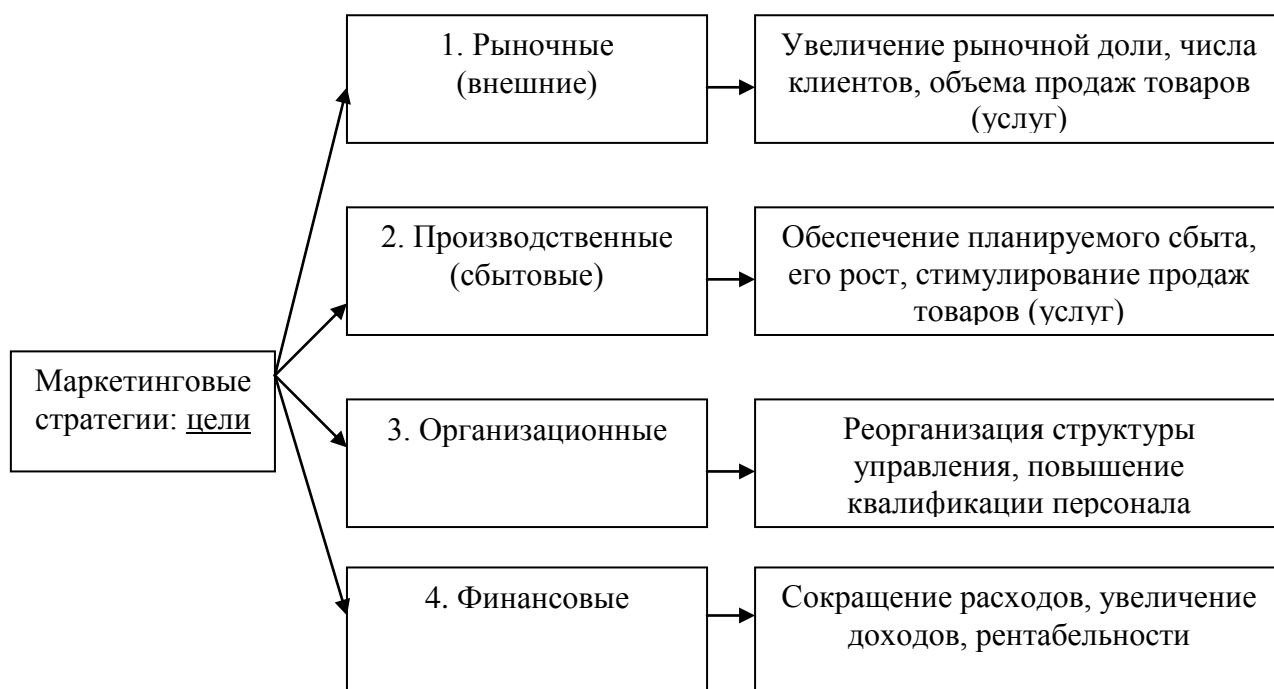 1. Рыночные
(внешние)
Увеличение рыночной доли, числа
клиентов, объема продаж товаров
(услуг)
2. Производственные
(сбытовые)
Обеспечение планируемого сбыта,
его рост, стимулирование продаж
товаров (услуг)
Маркетинговые
стратегии: цели
3. Организационные
Реорганизация структуры
управления, повышение
квалификации персонала
4. Финансовые
Сокращение расходов, увеличение
доходов, рентабельности